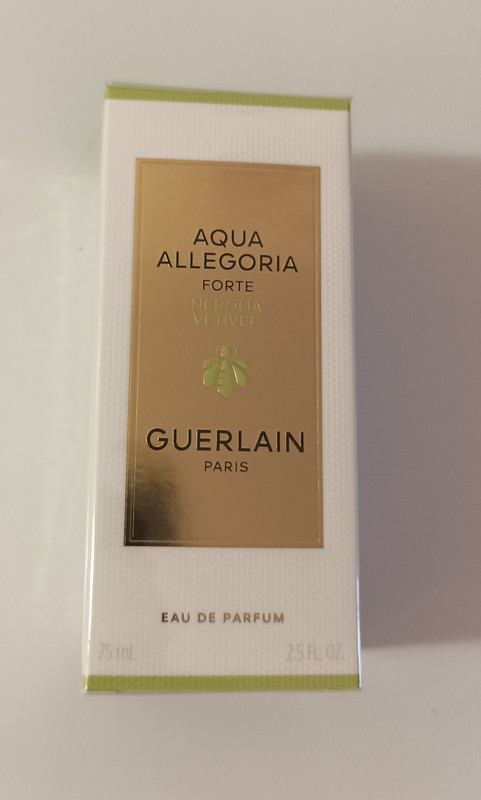 AQUA
ALLEGORIA
FORTE
NEROLIA
VETIVER
GUERLAIN
PARIS
EAU DE PARFUM
75 mL 2.5 FL. OZ.